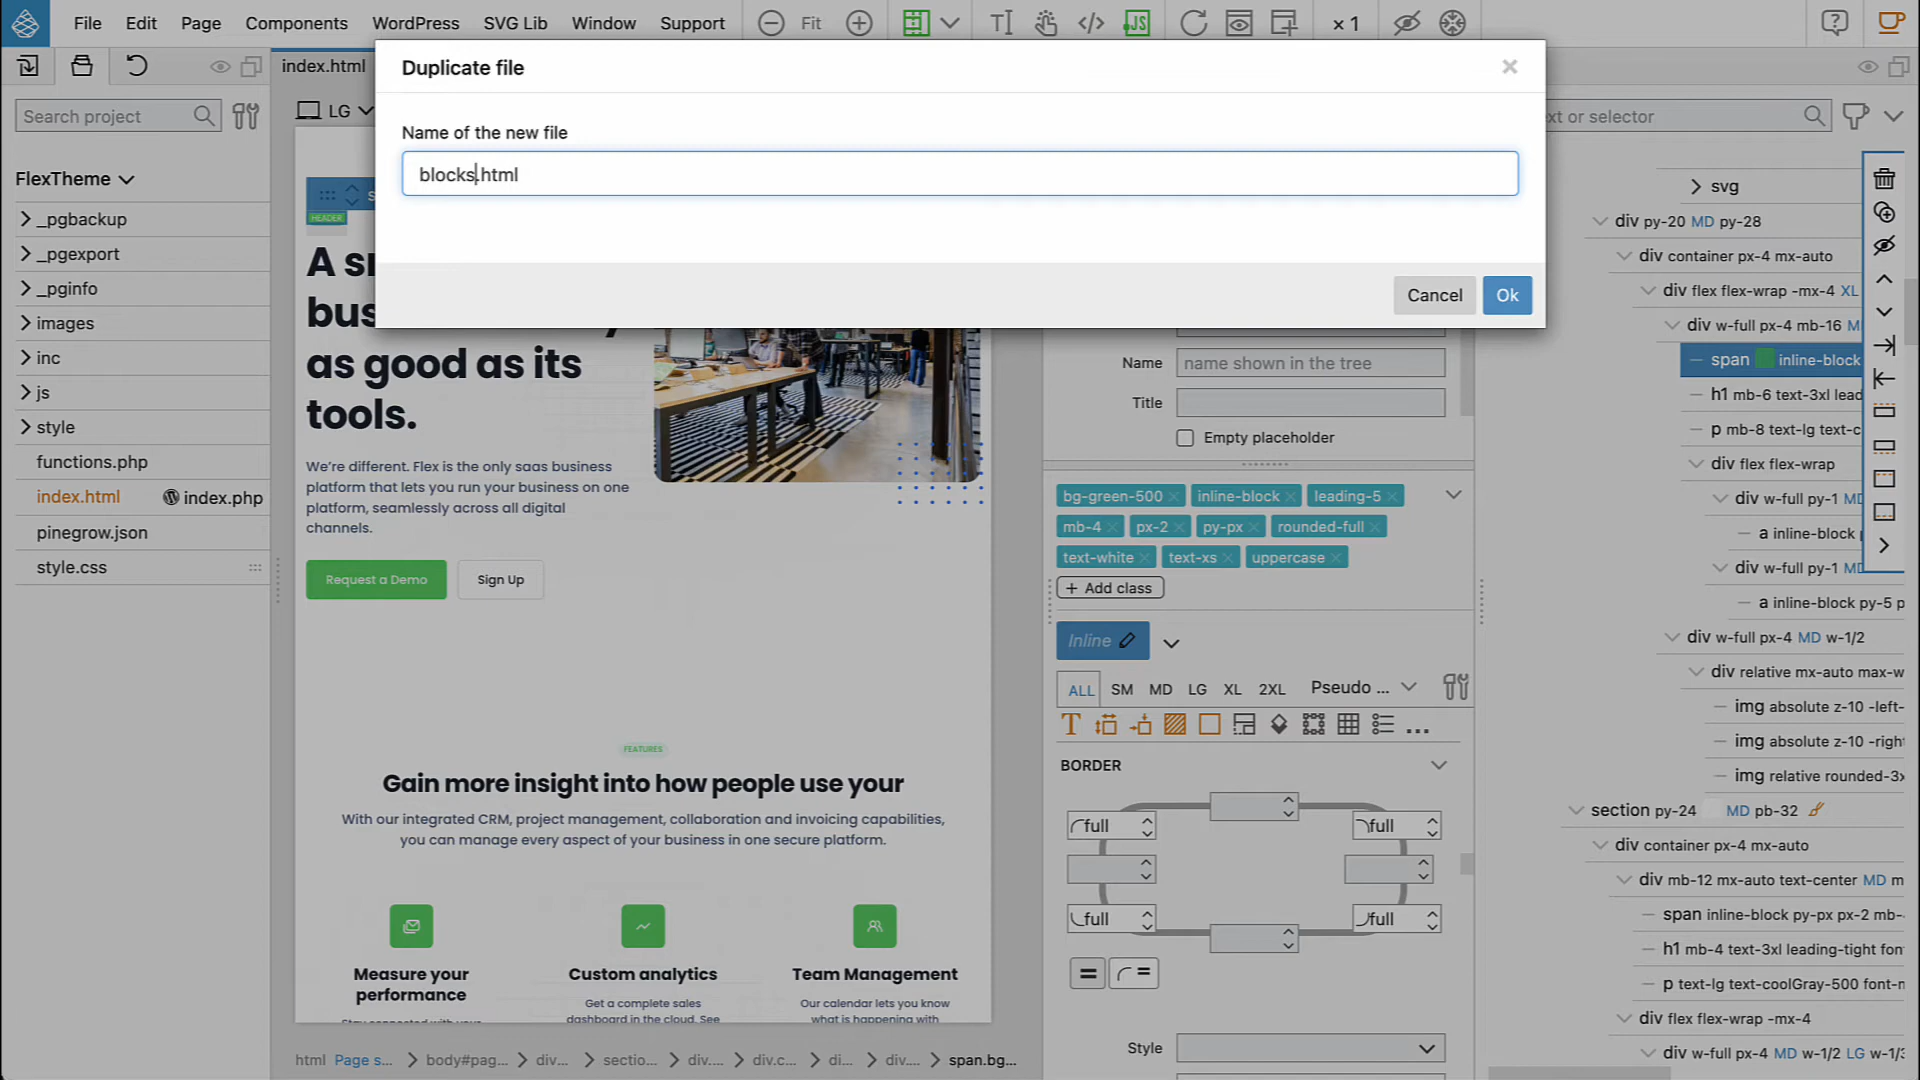 File Edit Page Components WordPress SVG Lib Window Support Fit x 1
index.html
Duplicate file
Name of the new file
blocks.html
Cancel Ok
Search project
FlexTheme
_pgbackup
_pgexport
_pginfo
images
inc
js
style
functions.php
index.html index.php
pinegrow.json
style.css
LG
HEADER
as good as its
tools.
We're different. Flex is the only saas business
platform that lets you run your business on one
platform, seamlessly across all digital
channels.
Request a Demo Sign Up
FEATURES
Gain more insight into how people use your
With our integrated CRM, project management, collaboration and invoicing capabilities,
you can manage every aspect of your business in one secure platform.
Measure your
performance
Custom analytics
Get a complete sales
dashboard in the cloud. See
Team Management
Our calendar lets you know
what is happening with
html Page s... body#pag... div... sectio... div.... div.c... di... div.... span.bg...
Name name shown in the tree
Title
Empty placeholder
bg-green-500 inline-block leading-5
mb-4 px-2 py-px rounded-full
text-white text-xs uppercase
+ Add class
Inline
ALL SM MD LG XL 2XL Pseudo ...
BORDER
full full
full full
Style
or selector
svg
div py-20 MD py-28
div container px-4 mx-auto
div flex flex-wrap -mx-4 XL
div w-full px-4 mb-16
span inline-block
h1 mb-6 text-3xl lead
p mb-8 text-lg text-c
div flex flex-wrap
div w-full py-1 MD
a inline-block
div w-full py-1 MD
a inline-block py-5 p
div w-full px-4 MD w-1/2
div relative mx-auto max-w
img absolute z-10 -left-
img absolute z-10 -right
img relative rounded-3x
section py-24 MD pb-32
div container px-4 mx-auto
div mb-12 mx-auto text-center MD m
span inline-block py-px px-2 mb-
h1 mb-4 text-3xl leading-tight fon
p text-lg text-coolGray-500 font-
div flex flex-wrap -mx-4
div w-full px-4 MD w-1/2 LG w-1/3